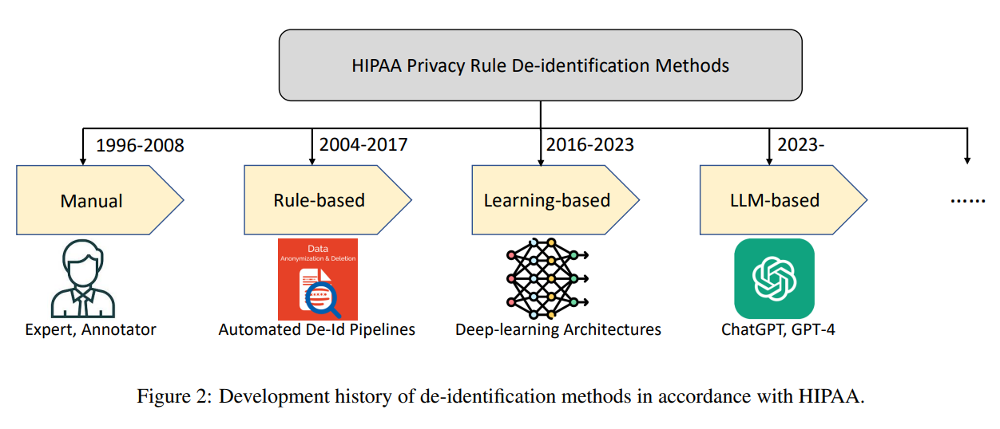 HIPAA Privacy Rule De-identification Methods
1996-2008
2004-2017
2016-2023
2023-
Manual
Rule-based
Learning-based
LLM-based
......
Data
Anonymization & Deletion
Expert, Annotator
Automated De-Id Pipelines
Deep-learning Architectures
ChatGPT, GPT-4
Figure 2: Development history of de-identification methods in accordance with HIPAA.